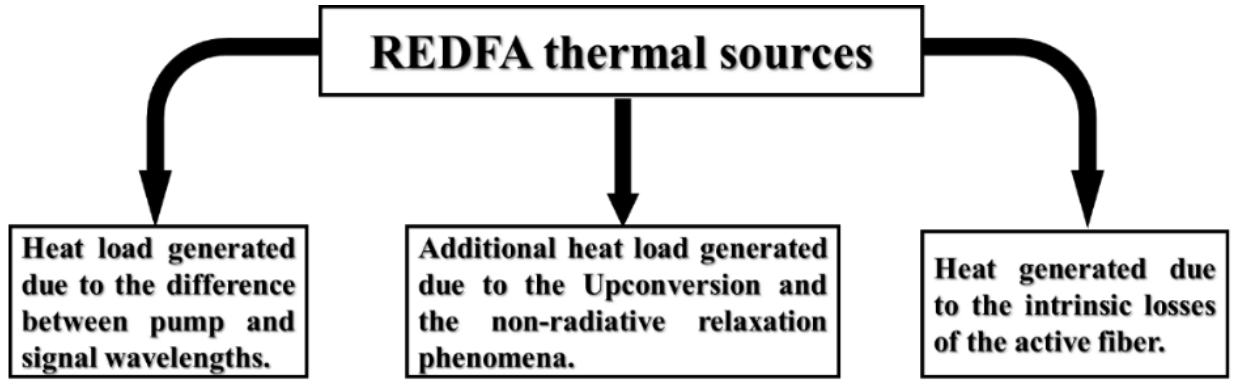 REDFA thermal sources
Heat load generated
due to the difference
between pump and
signal wavelengths.
Additional heat load generated
due to the Upconversion and
the non-radiative relaxation
phenomena.
Heat generated due
to the intrinsic losses
of the active fiber.